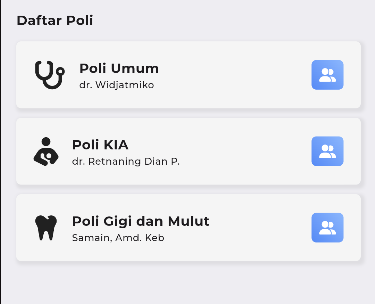 Daftar Poli
Poli Umum
dr. Widjatmiko
Poli KIA
dr. Retnaning Dian P.
Poli Gigi dan Mulut
Samain, Amd. Keb